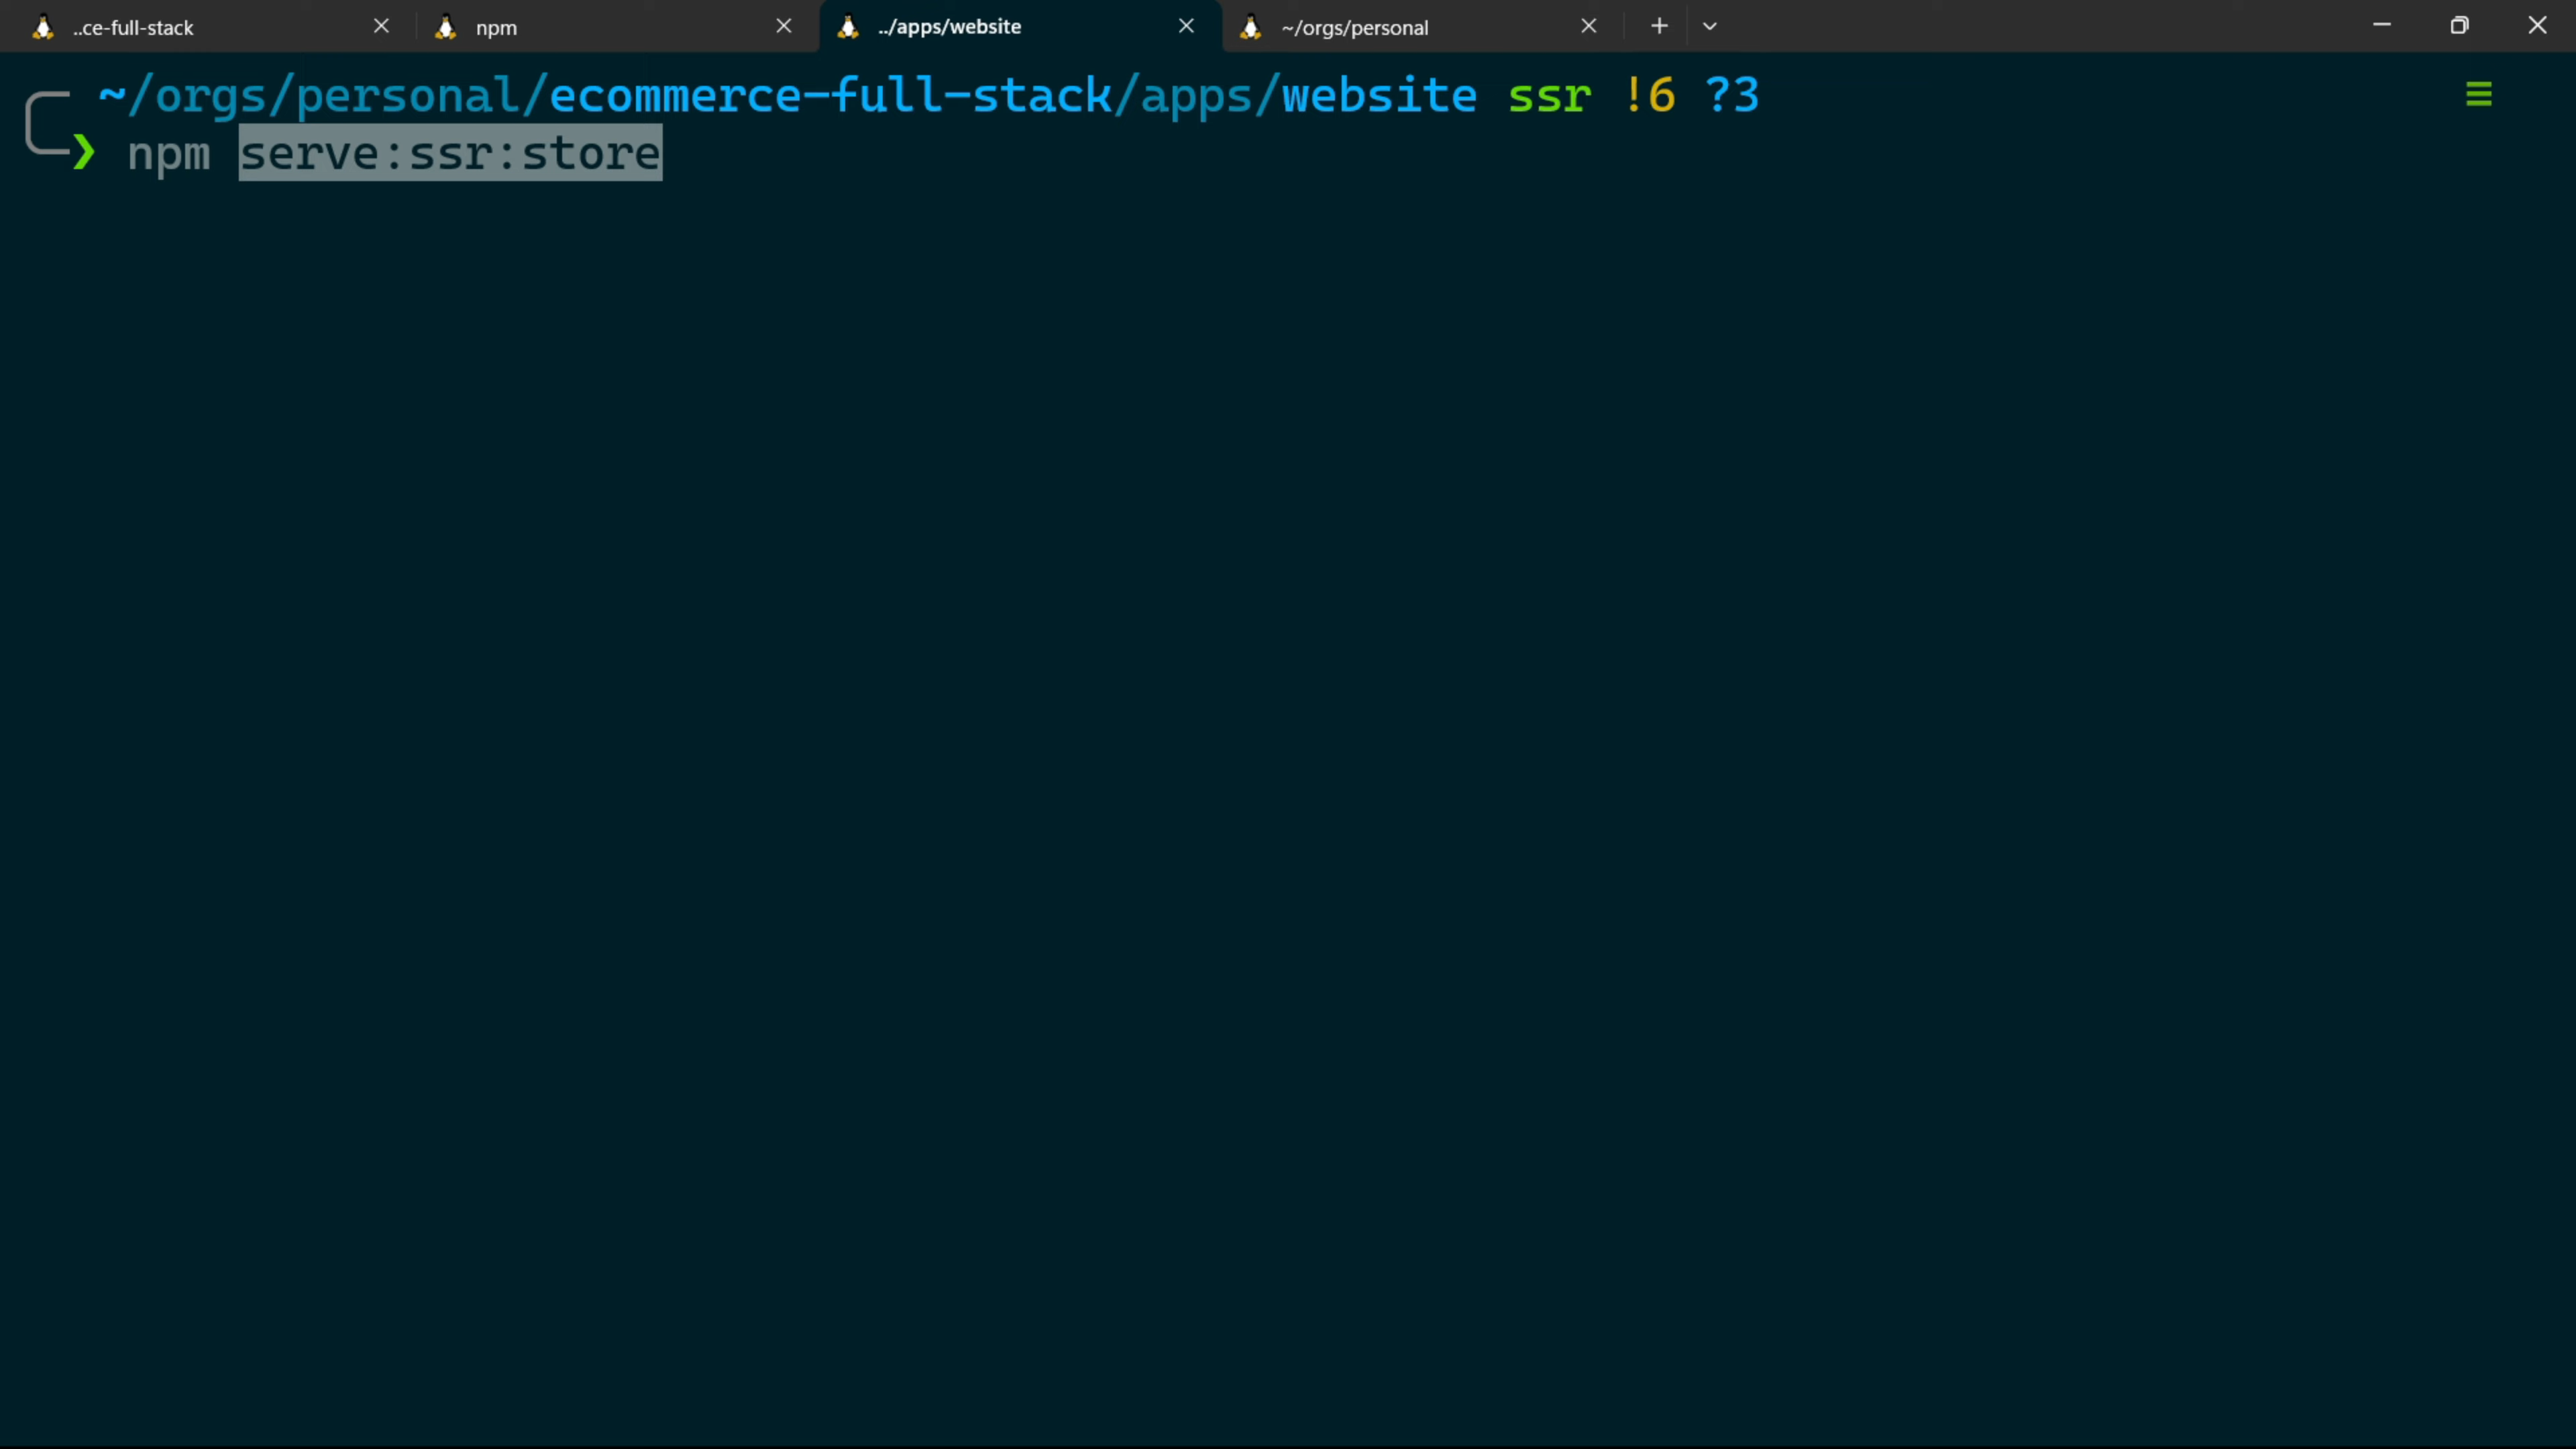 ..ce-full-stack
npm
../apps/website
~/orgs/personal
~/orgs/personal/ecommerce-full-stack/apps/website ssr !6 ?3
❯ npm serve:ssr:store